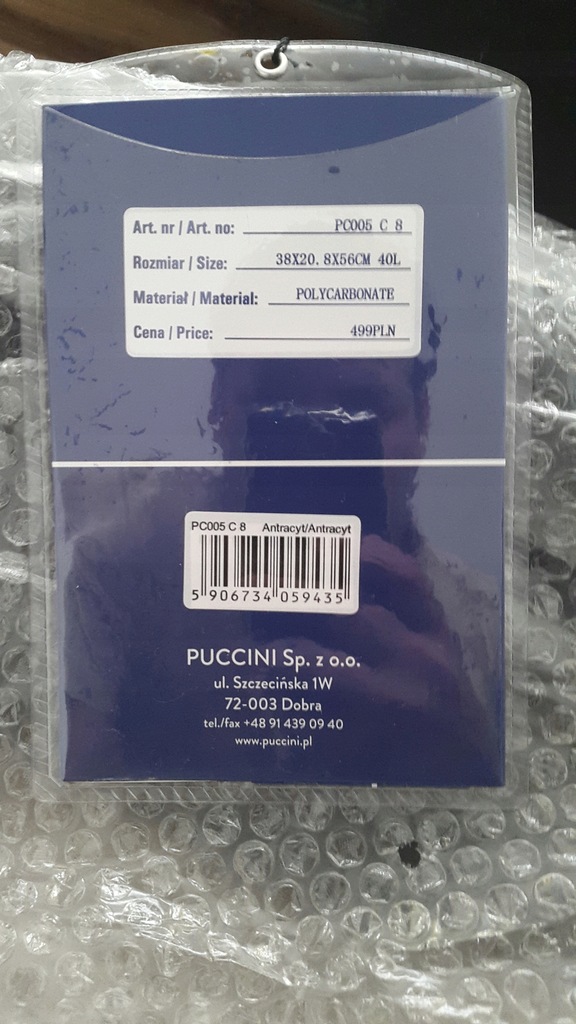 Art. nr / Art. no: PC005 C 8
Rozmiar / Size: 38X20. 8X56CM 40L
Materiał / Material: POLYCARBONATE
Cena / Price: 499PLN
PC005 C 8 Antracyt/Antracyt
5 906734 059435
PUCCINI Sp. z o.o.
ul. Szczecińska 1W
72-003 Dobra
tel./fax +48 91 439 09 40
www.puccini.pl